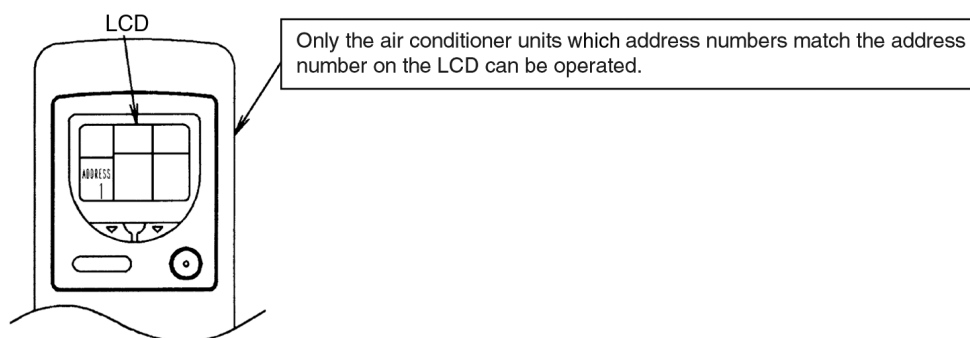 LCD
Only the air conditioner units which address numbers match the address
number on the LCD can be operated.
ADDRESS
1